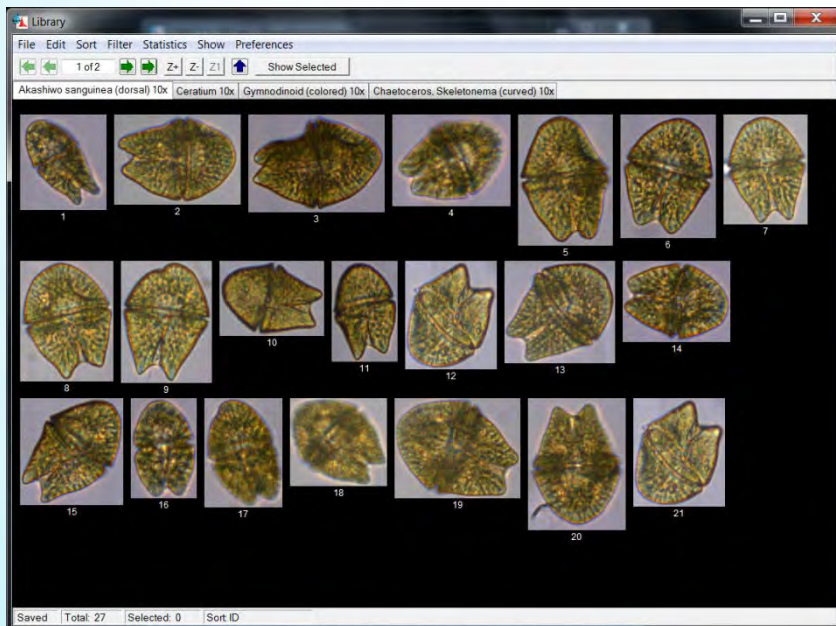 Library
File Edit Sort Filter Statistics Show Preferences
1 of 2 Z+ Z- Z1 Show Selected
Akashiwo sanguinea (dorsal) 10x Ceratium 10x Gymnodinoid (colored) 10x Chaetoceros, Skeletonema (curved) 10x
1 2 3 4 5 6 7
8 9 10 11 12 13 14
15 16 17 18 19 20 21
Saved Total: 27 Selected: 0 Sort: ID